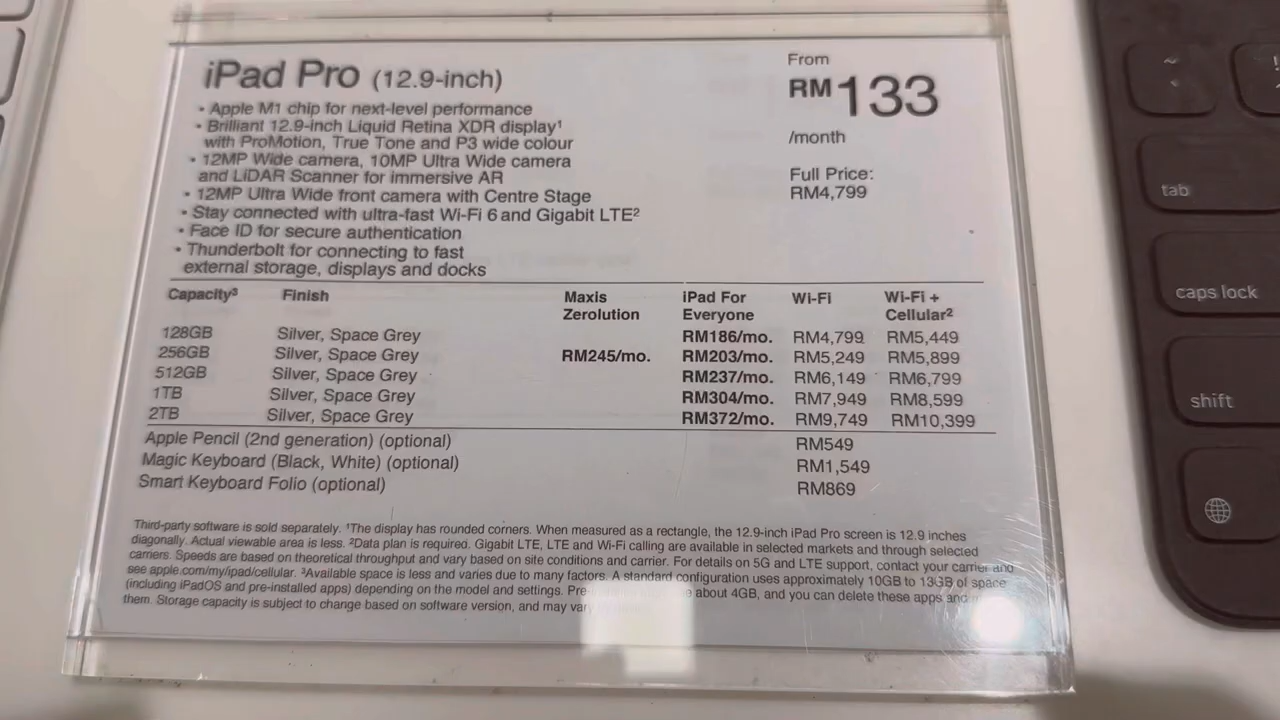 iPad Pro (12.9-inch)
• Apple M1 chip for next-level performance
• Brilliant 12.9-inch Liquid Retina XDR display¹
with ProMotion, True Tone and P3 wide colour
• 12MP Wide camera, 10MP Ultra Wide camera
and LiDAR Scanner for immersive AR
• 12MP Ultra Wide front camera with Centre Stage
• Stay connected with ultra-fast Wi-Fi 6 and Gigabit LTE²
• Face ID for secure authentication
• Thunderbolt for connecting to fast
external storage, displays and docks
From
RM133
/month
Full Price:
RM4,799
Capacity³ Finish Maxis Zerolution iPad For Everyone Wi-Fi Wi-Fi + Cellular²
128GB Silver, Space Grey RM186/mo. RM4,799 RM5,449
256GB Silver, Space Grey RM245/mo. RM203/mo. RM5,249 RM5,899
512GB Silver, Space Grey RM237/mo. RM6,149 RM6,799
1TB Silver, Space Grey RM304/mo. RM7,949 RM8,599
2TB Silver, Space Grey RM372/mo. RM9,749 RM10,399
Apple Pencil (2nd generation) (optional) RM549
Magic Keyboard (Black, White) (optional) RM1,549
Smart Keyboard Folio (optional) RM869
Third-party software is sold separately. ¹The display has rounded corners. When measured as a rectangle, the 12.9-inch iPad Pro screen is 12.9 inches
diagonally. Actual viewable area is less. ²Data plan is required. Gigabit LTE, LTE and Wi-Fi calling are available in selected markets and through selected
carriers. Speeds are based on theoretical throughput and vary based on site conditions and carrier. For details on 5G and LTE support, contact your carrier and
see apple.com/my/ipad/cellular. ³Available space is less and varies due to many factors. A standard configuration uses approximately 10GB to 13GB of space
(including iPadOS and pre-installed apps) depending on the model and settings. about 4GB, and you can delete these apps and
them. Storage capacity is subject to change based on software version, and may vary
~
tab
caps lock
shift